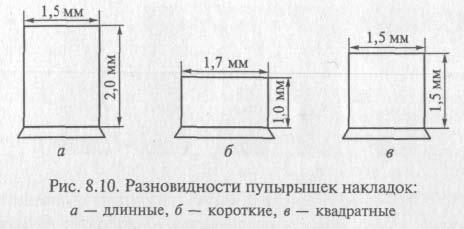 1,5 мм
2,0 мм
а
1,7 мм
1,0 мм
б
1,5 мм
1,5 мм
в
Рис. 8.10. Разновидности пупырышек накладок:
а — длинные, б — короткие, в — квадратные